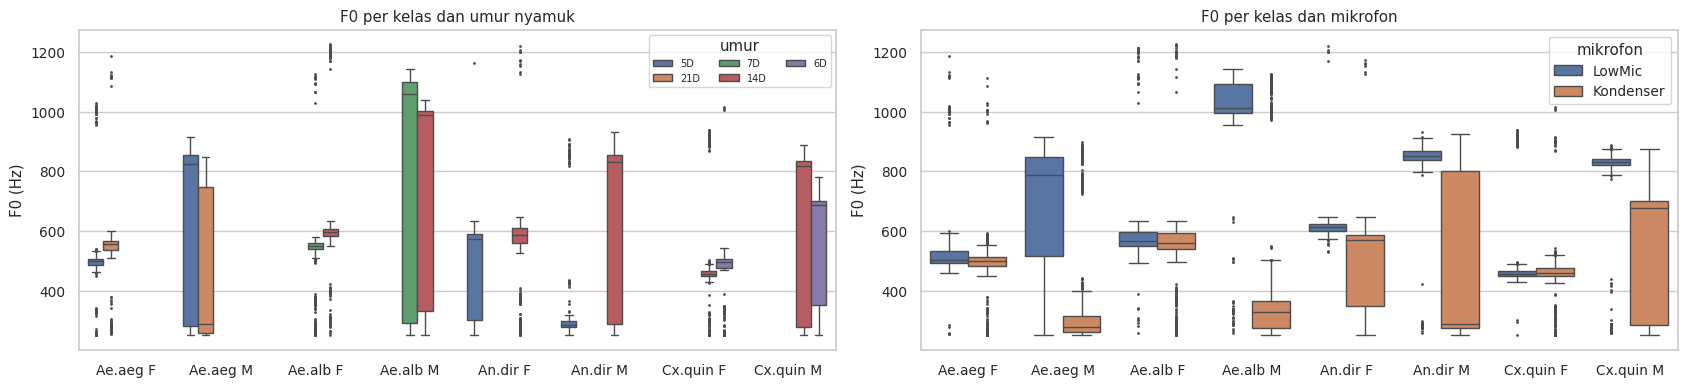 F0 per kelas dan umur nyamuk
F0 (Hz)
1200
1000
800
600
400
umur
5D 7D 6D
21D 14D
Ae.aeg F Ae.aeg M Ae.alb F Ae.alb M An.dir F An.dir M Cx.quin F Cx.quin M
F0 per kelas dan mikrofon
F0 (Hz)
1200
1000
800
600
400
mikrofon
LowMic
Kondenser
Ae.aeg F Ae.aeg M Ae.alb F Ae.alb M An.dir F An.dir M Cx.quin F Cx.quin M